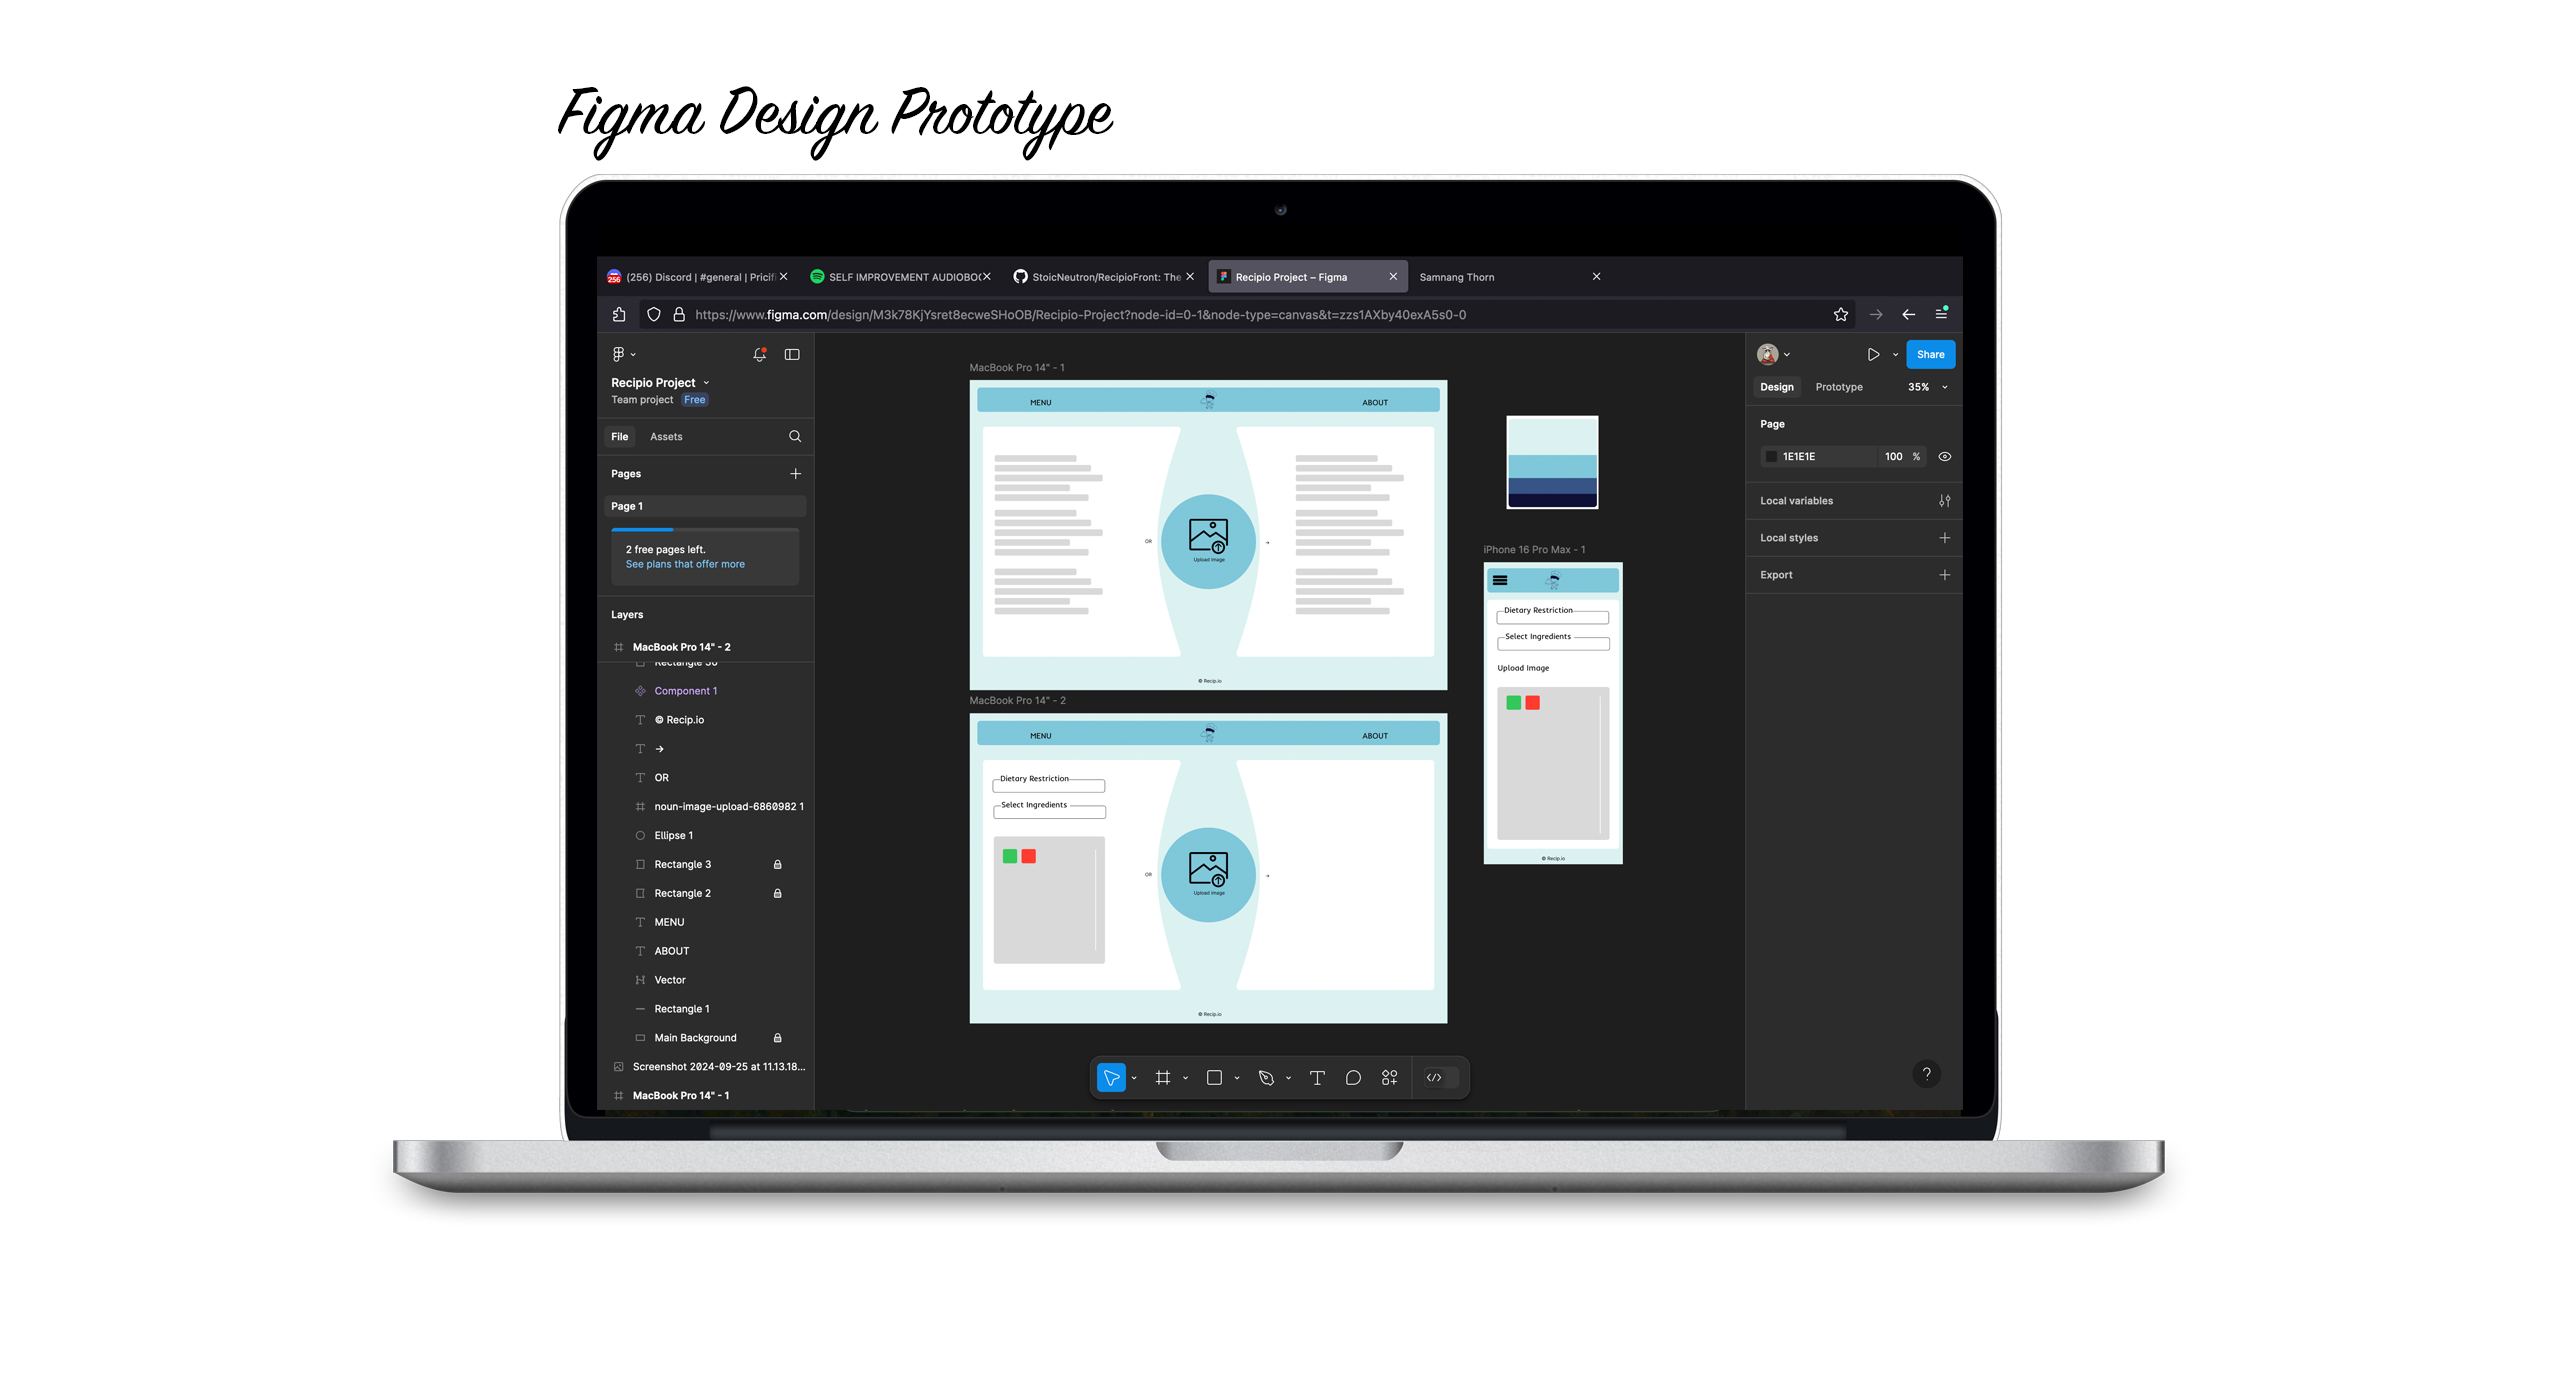 Figma Design Prototype
(256) Discord | #general | Pricifi
SELF IMPROVEMENT AUDIOBO
StoicNeutron/RecipioFront: The
Recipio Project – Figma
Samnang Thorn
https://www.figma.com/design/M3k78KjYsret8ecweSHoOB/Recipio-Project?node-id=0-1&node-type=canvas&t=zzs1AXby40exA5s0-0
Recipio Project
Team project Free
File Assets
Pages
Page 1
2 free pages left.
See plans that offer more
Layers
MacBook Pro 14" - 2
Rectangle 36
Component 1
© Recip.io
→
OR
noun-image-upload-6860982 1
Ellipse 1
Rectangle 3
Rectangle 2
MENU
ABOUT
Vector
Rectangle 1
Main Background
Screenshot 2024-09-25 at 11.13.18...
MacBook Pro 14" - 1
MacBook Pro 14" - 1
MENU
ABOUT
OR
Upload Image
→
© Recip.io
MacBook Pro 14" - 2
MENU
ABOUT
Dietary Restriction
Select Ingredients
OR
Upload Image
→
© Recip.io
iPhone 16 Pro Max - 1
Dietary Restriction
Select Ingredients
Upload Image
© Recip.io
Share
Design Prototype 35%
Page
1E1E1E 100 %
Local variables
Local styles
Export
?